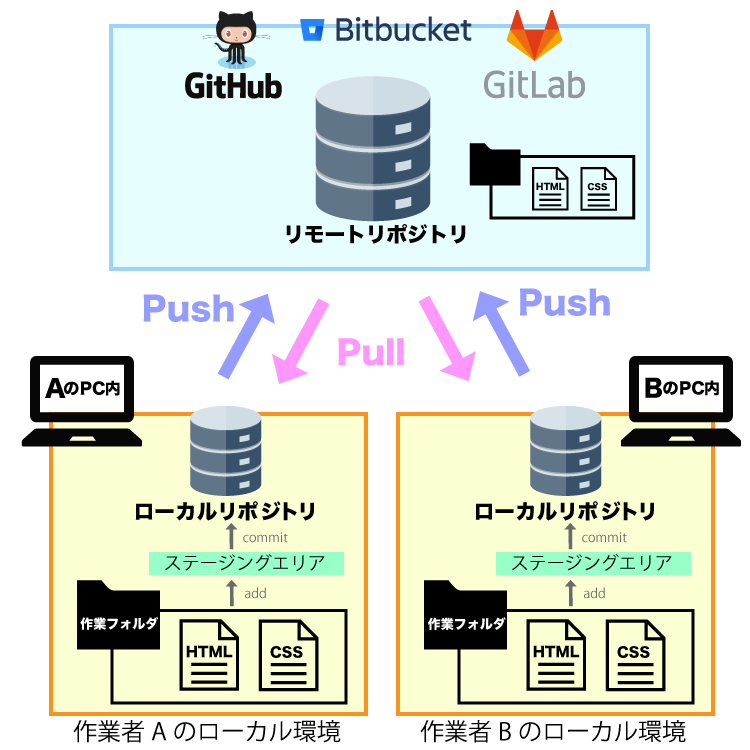 Bitbucket
GitHub
GitLab
HTML
CSS
リモートリポジトリ
Push
Push
Pull
AのPC内
BのPC内
ローカルリポジトリ
commit
ステージングエリア
add
作業フォルダ
HTML
CSS
作業者 A のローカル環境
ローカルリポジトリ
commit
ステージングエリア
add
作業フォルダ
HTML
CSS
作業者 B のローカル環境